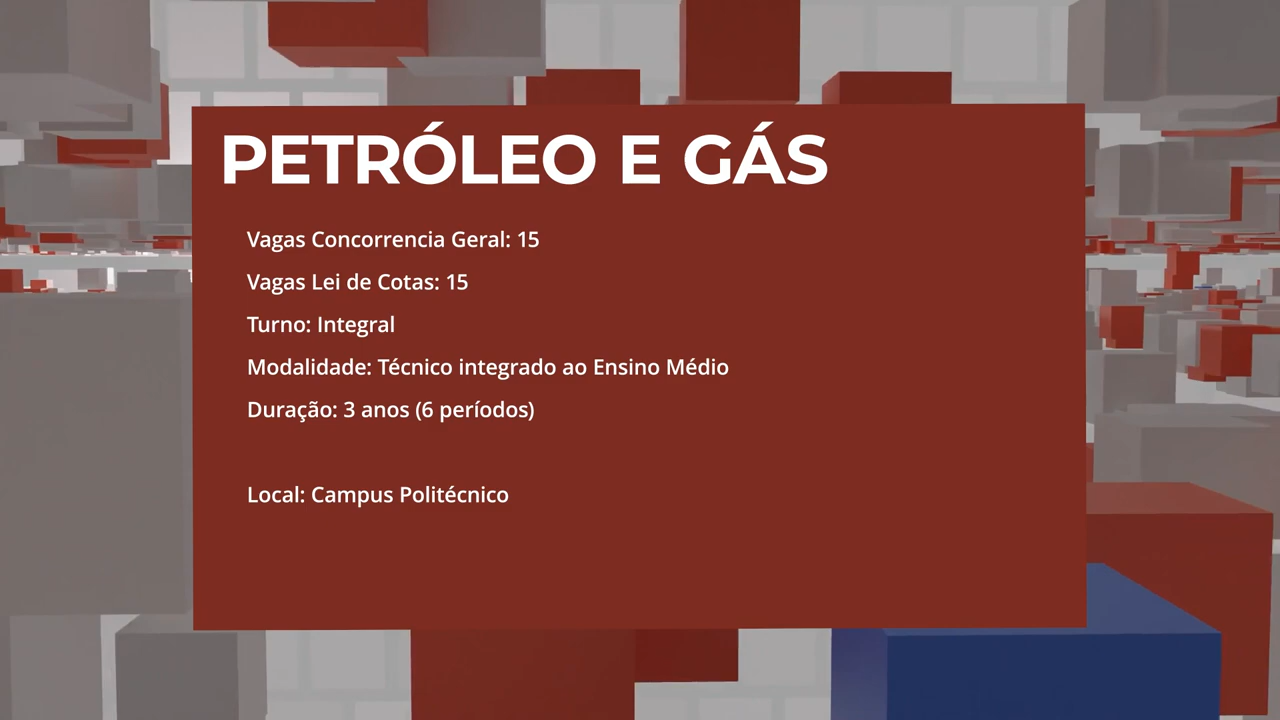 PETRÓLEO E GÁS
Vagas Concorrencia Geral: 15
Vagas Lei de Cotas: 15
Turno: Integral
Modalidade: Técnico integrado ao Ensino Médio
Duração: 3 anos (6 períodos)
Local: Campus Politécnico